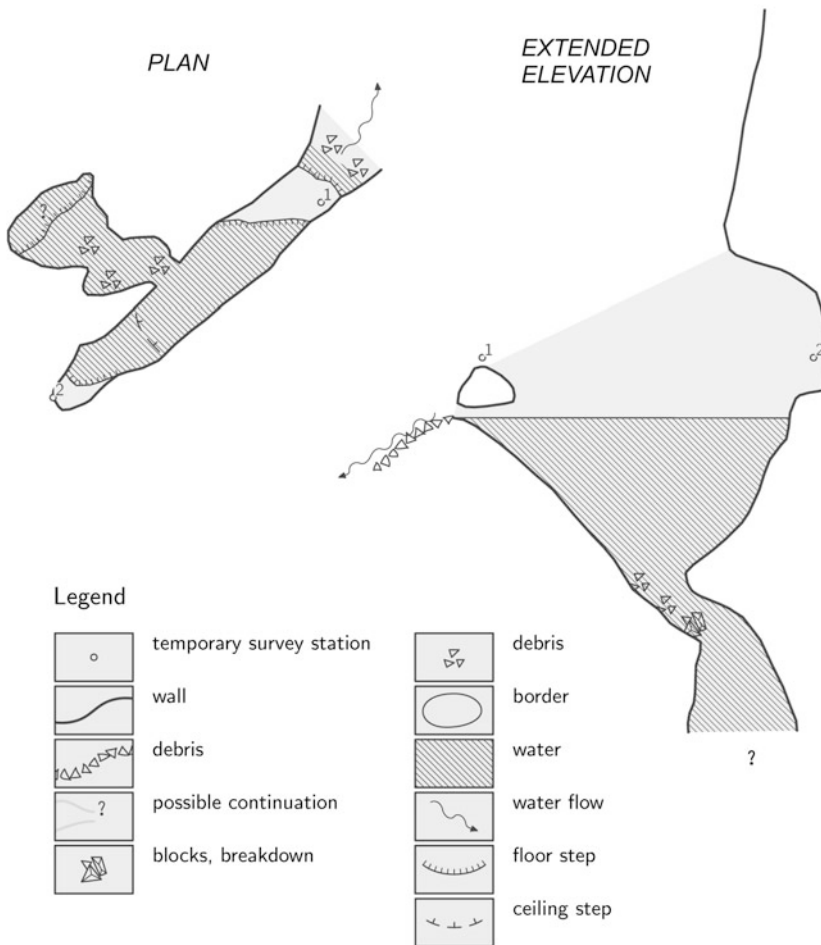 PLAN
EXTENDED
ELEVATION
1
?
2
1
2
Legend
temporary survey station
wall
debris
? possible continuation
blocks, breakdown
debris
border
water
water flow
floor step
ceiling step
?